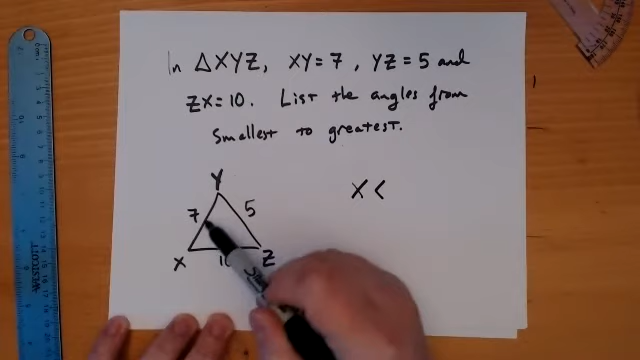 In △XYZ, XY=7, YZ=5 and
ZX=10. List the angles from
smallest to greatest.
Y
X <
7
5
X
Z
WESTCOTT